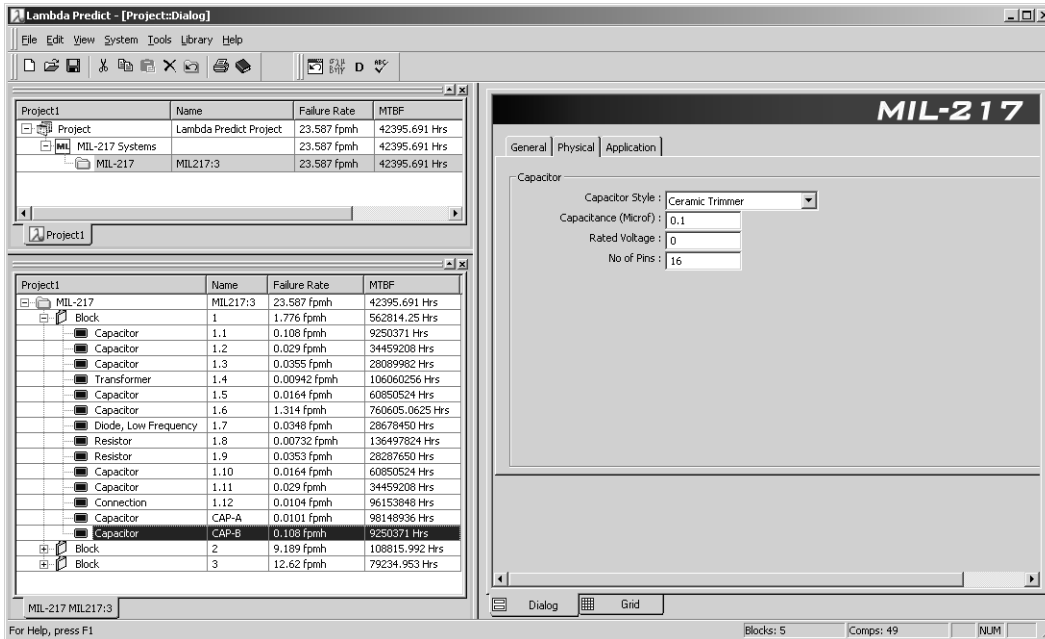 Lambda Predict - [Project::Dialog]
File Edit View System Tools Library Help
D ABC
Project1 Name Failure Rate MTBF
Project Lambda Predict Project 23.587 fpmh 42395.691 Hrs
ML MIL-217 Systems 23.587 fpmh 42395.691 Hrs
MIL-217 MIL217:3 23.587 fpmh 42395.691 Hrs
Project1
Project1 Name Failure Rate MTBF
MIL-217 MIL217:3 23.587 fpmh 42395.691 Hrs
Block 1 1.776 fpmh 562814.25 Hrs
Capacitor 1.1 0.108 fpmh 9250371 Hrs
Capacitor 1.2 0.029 fpmh 34459208 Hrs
Capacitor 1.3 0.0355 fpmh 28089982 Hrs
Transformer 1.4 0.00942 fpmh 106060256 Hrs
Capacitor 1.5 0.0164 fpmh 60850524 Hrs
Capacitor 1.6 1.314 fpmh 760605.0625 Hrs
Diode, Low Frequency 1.7 0.0348 fpmh 28678450 Hrs
Resistor 1.8 0.00732 fpmh 136497824 Hrs
Resistor 1.9 0.0353 fpmh 28287650 Hrs
Capacitor 1.10 0.0164 fpmh 60850524 Hrs
Capacitor 1.11 0.029 fpmh 34459208 Hrs
Connection 1.12 0.0104 fpmh 96153848 Hrs
Capacitor CAP-A 0.0101 fpmh 98148936 Hrs
Capacitor CAP-B 0.108 fpmh 9250371 Hrs
Block 2 9.189 fpmh 108815.992 Hrs
Block 3 12.62 fpmh 79234.953 Hrs
MIL-217 MIL217:3
MIL-217
General Physical Application
Capacitor
Capacitor Style : Ceramic Trimmer
Capacitance (Microf) : 0.1
Rated Voltage : 0
No of Pins : 16
Dialog Grid
For Help, press F1 Blocks: 5 Comps: 49 NUM